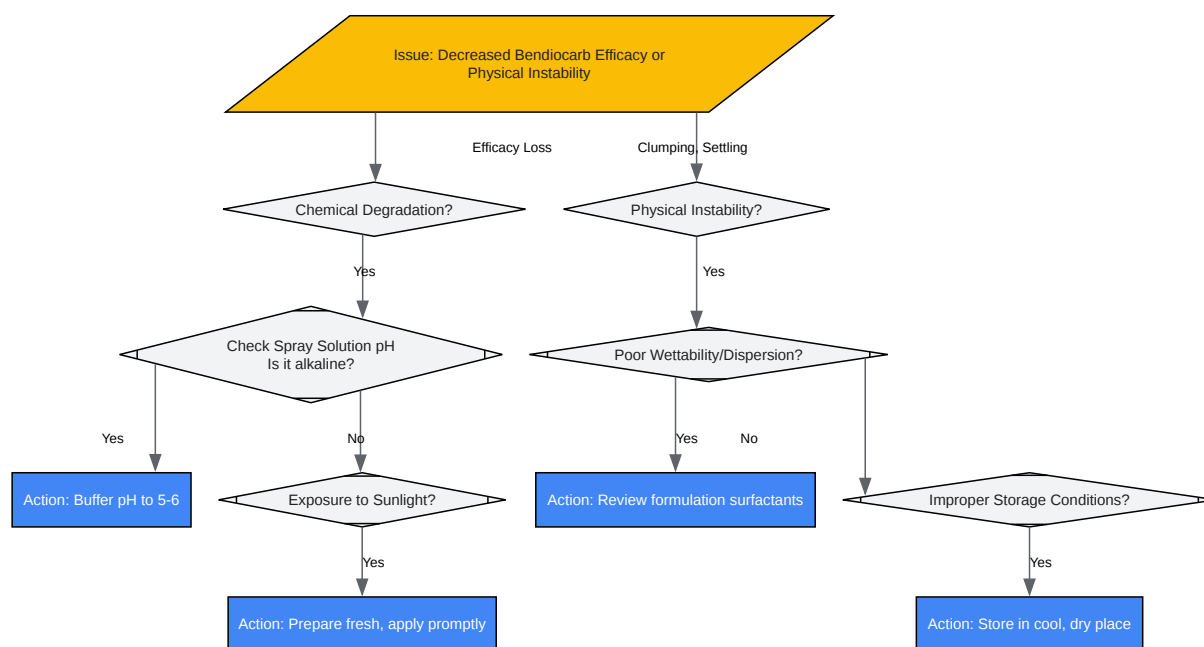 Issue: Decreased Bendiocarb Efficacy or
Physical Instability
Efficacy Loss
Clumping, Settling
Chemical Degradation?
Physical Instability?
Yes
Yes
Check Spray Solution pH
Is it alkaline?
Poor Wettability/Dispersion?
Yes
No
Yes
No
Action: Buffer pH to 5-6
Exposure to Sunlight?
Action: Review formulation surfactants
Improper Storage Conditions?
Yes
Yes
Action: Prepare fresh, apply promptly
Action: Store in cool, dry place